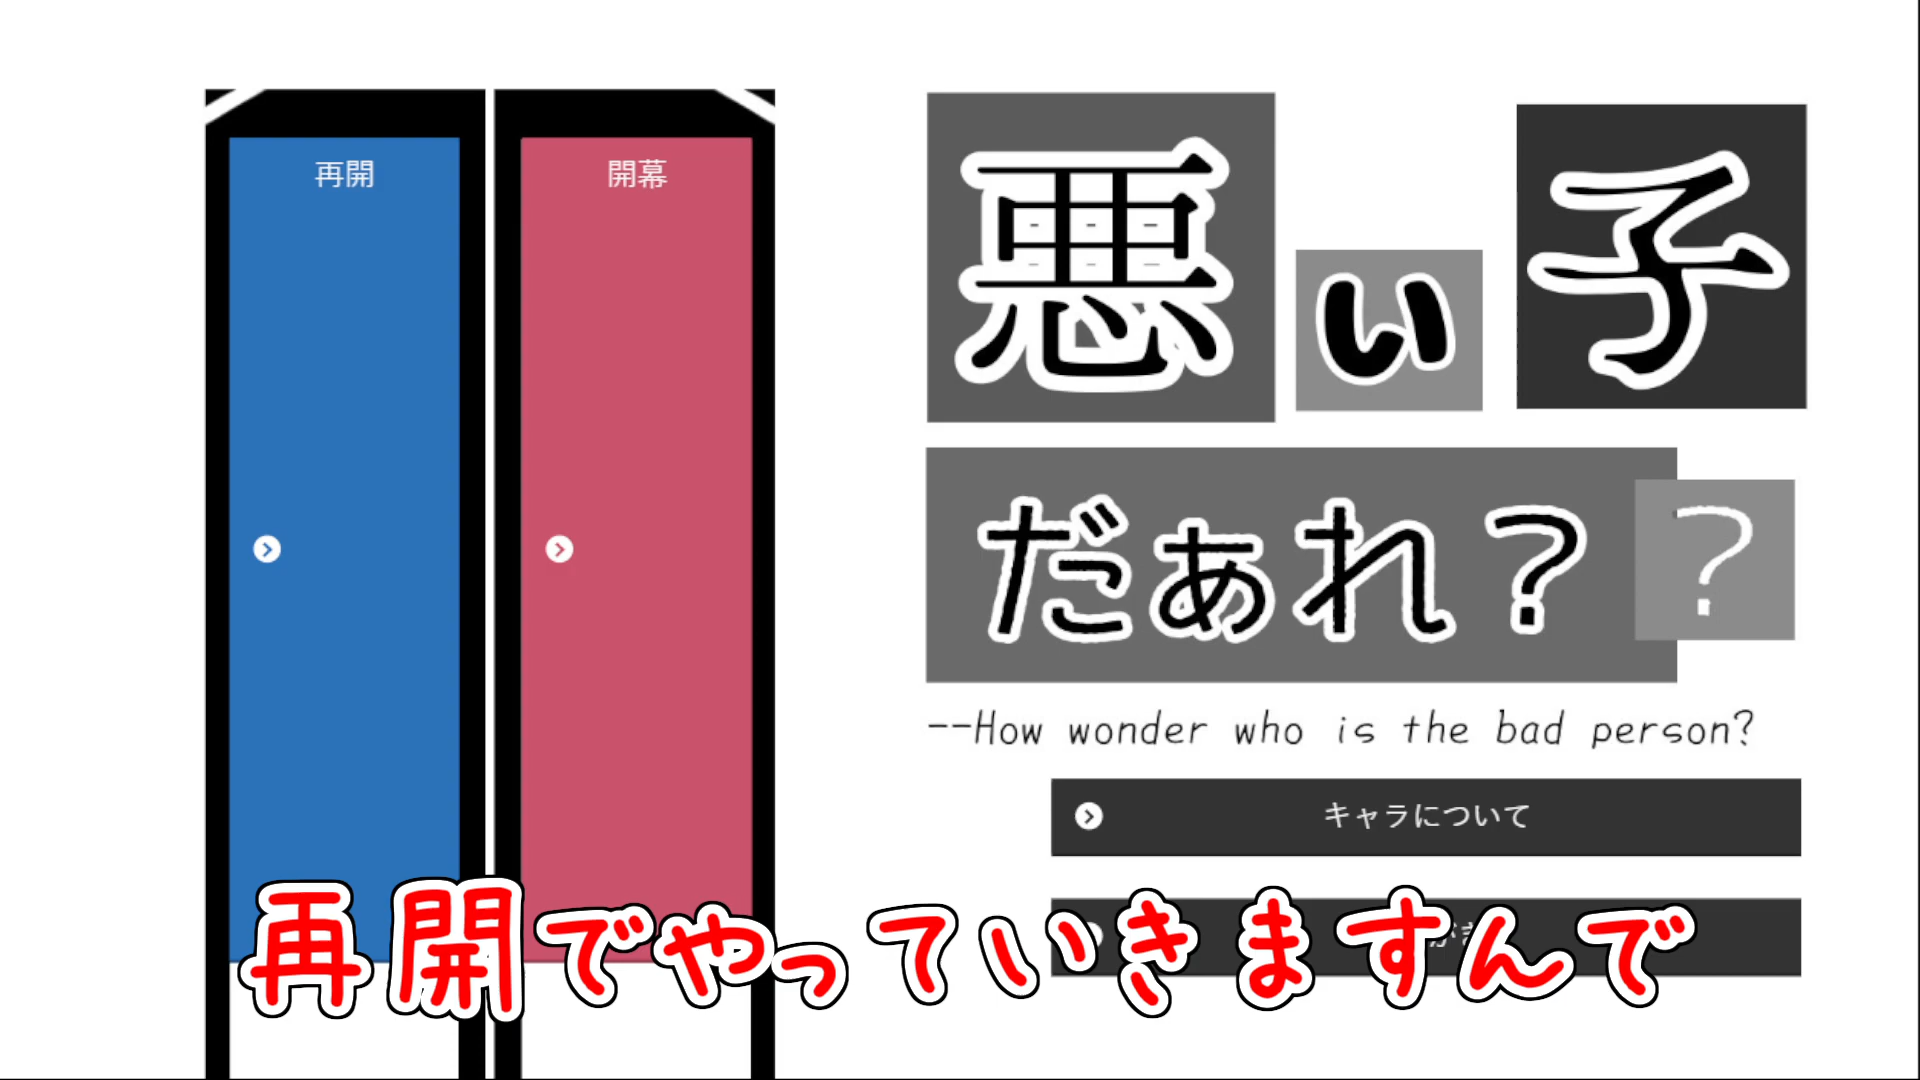 再開
開幕
悪い子
だぁれ??
--How wonder who is the bad person?
キャラについて
再開でやっていきますんで